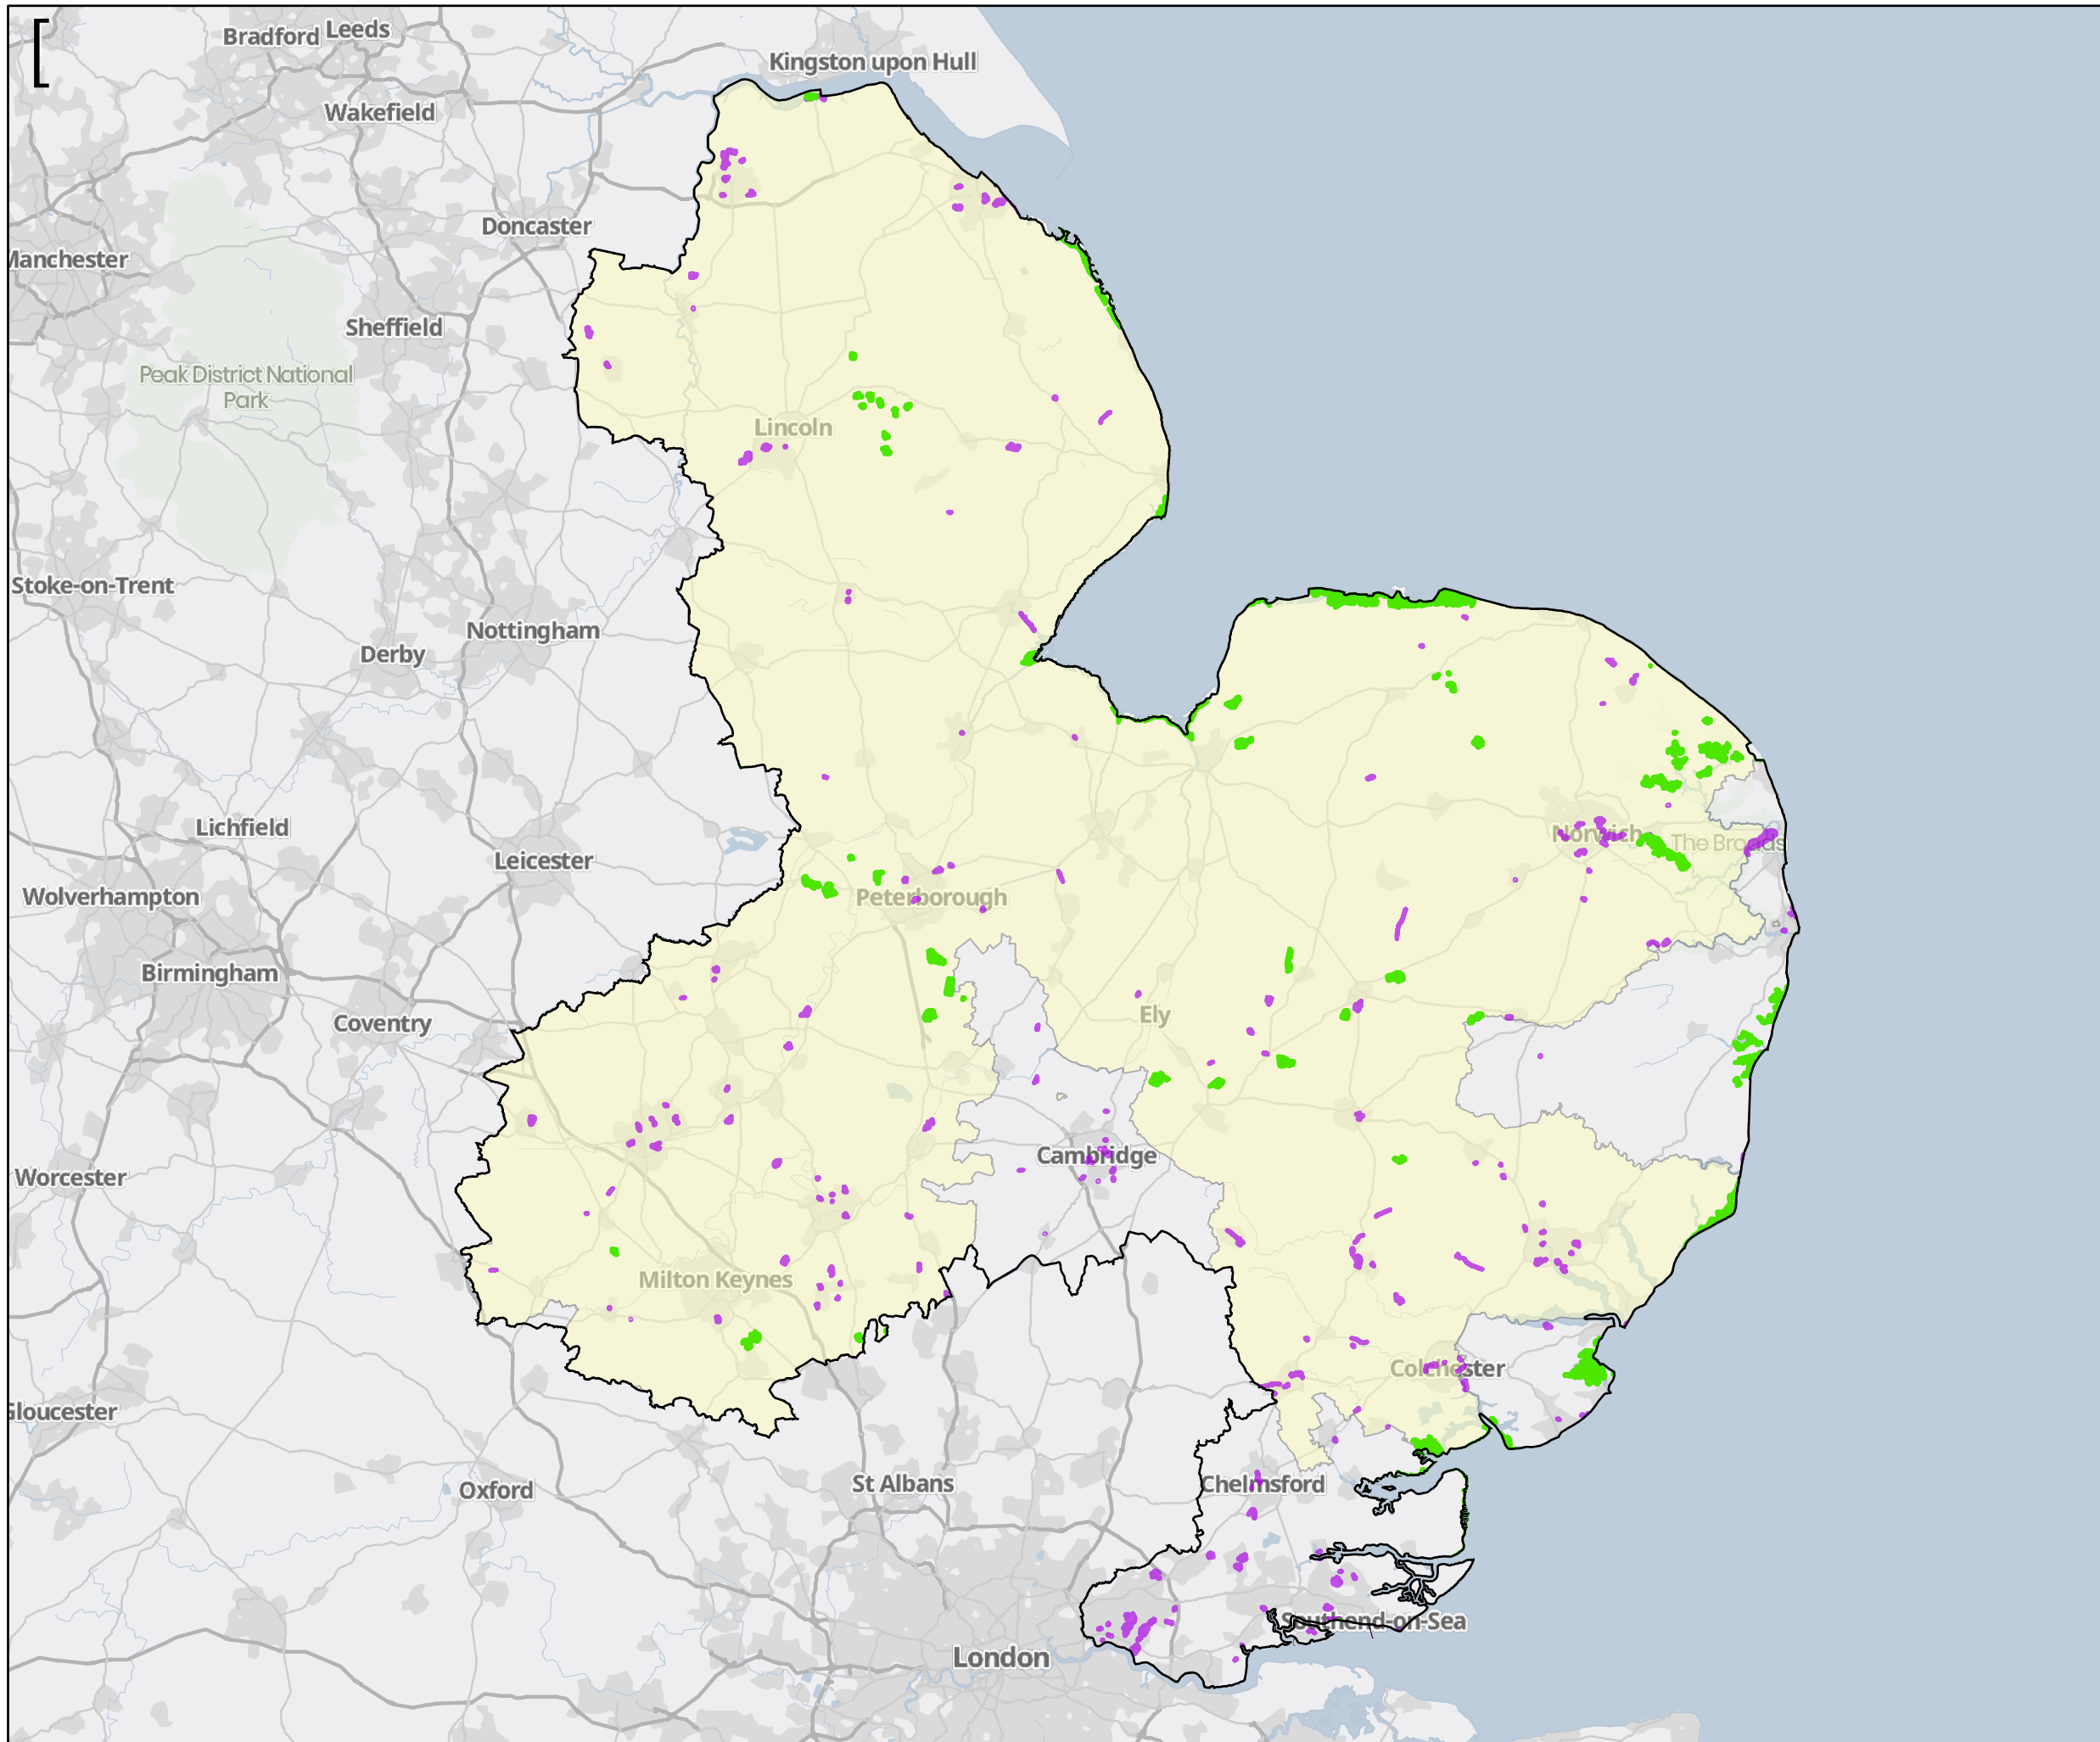 [
Bradford Leeds
Kingston upon Hull
Wakefield
Doncaster
Manchester
Sheffield
Peak District National
Park
Lincoln
Stoke-on-Trent
Nottingham
Derby
Lichfield
Norwich
The Broads
Leicester
Wolverhampton
Peterborough
Birmingham
Ely
Coventry
Cambridge
Worcester
Milton Keynes
Colchester
Gloucester
St Albans
Chelmsford
Oxford
Southend-on-Sea
London